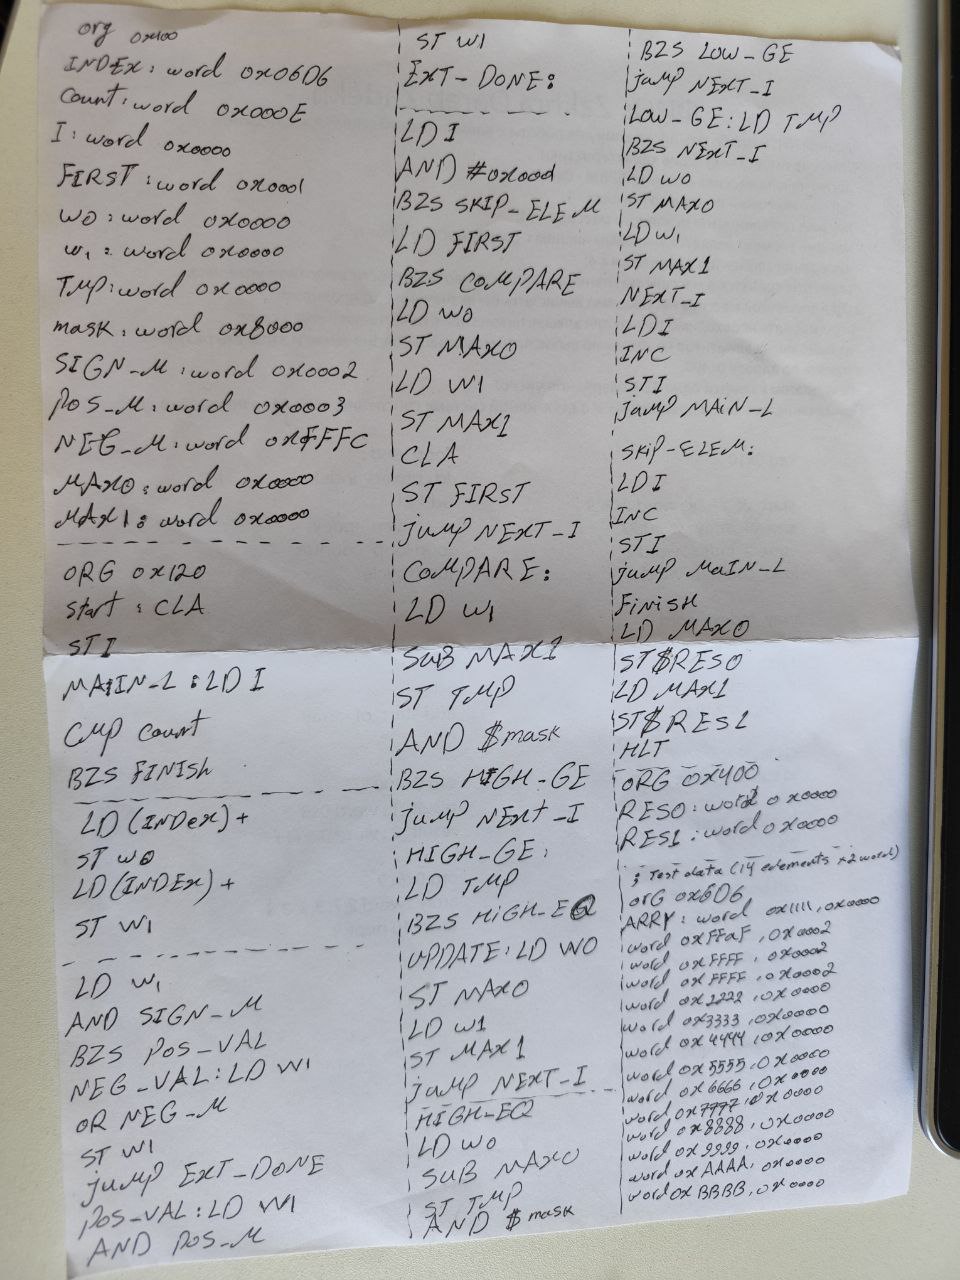 org 0x100
INDEX: word 0x06D6
Count: word 0x000E
I: word 0x0000
FIRST: word 0x0001
W0: word 0x0000
W1: word 0x0000
TMP: word 0x0000
mask: word 0x8000
SIGN_M: word 0x0002
POS_M: word 0x0003
NEG_M: word 0xFFFC
MAX0: word 0x0000
MAX1: word 0x0000
ORG 0x120
start: CLA
ST I
MAIN_L: LD I
CMP Count
BZS FINISH
LD (INDex)+
ST W0
LD (INDEx)+
ST W1
LD W1
AND SIGN_M
BZS POS_VAL
NEG_VAL: LD W1
OR NEG_M
ST W1
jump EXT_DONE
POS_VAL: LD W1
AND POS_M
ST W1
EXT_DONE:
LD I
AND #0x0001
BZS SKIP_ELEM
LD FIRST
BZS COMPARE
LD W0
ST MAX0
LD W1
ST MAX1
CLA
ST FIRST
jump NEXT_I
COMPARE:
LD W1
SUB MAX1
ST TMP
AND $mask
BZS HIGH_GE
jump NExt_I
HIGH_GE:
LD TMP
BZS HiGH_EQ
UPDATE: LD W0
ST MAX0
LD W1
ST MAX1
jump NEXT_I
HIGH_EQ
LD W0
SUB MAX0
ST TMP
AND $mask
BZS LOW_GE
jump NEXT_I
LOW_GE: LD TMP
BZS NExT_I
LD W0
ST MAX0
LD W1
ST MAX1
NEXT_I
LD I
INC
ST I
jump MAiN_L
SKiP_ELEM:
LD I
INC
ST I
jump MaIN_L
FiniSH
LD MAX0
ST $RES0
LD MAX1
ST $RES1
HLT
ORG 0x400
RES0: word 0x0000
RES1: word 0x0000
; Test data (14 elements x2 word)
orG 0x6D6
ARRY: word 0x1111, 0x0000
word 0xFFaF, 0x0002
word 0xFFFF, 0x0002
word 0xFFFF, 0x0002
word 0x2222, 0x0000
word 0x3333, 0x0000
word 0x4444, 0x0000
word 0x5555, 0x0000
word 0x6666, 0x0000
word 0x7777, 0x0000
word 0x8888, 0x0000
word 0x9999, 0x0000
word 0xAAAA, 0x0000
word 0xBBBB, 0x0000